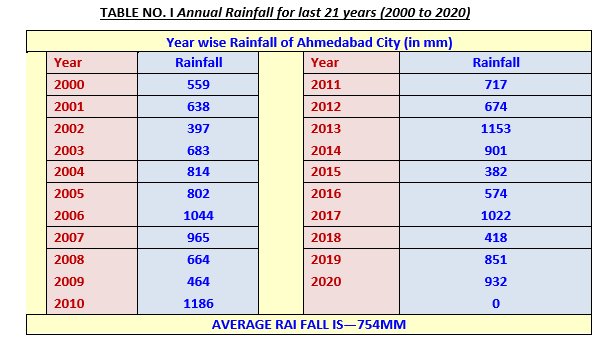 TABLE NO. I Annual Rainfall for last 21 years (2000 to 2020)
Year wise Rainfall of Ahmedabad City (in mm)
Year Rainfall Year Rainfall
2000 559 2011 717
2001 638 2012 674
2002 397 2013 1153
2003 683 2014 901
2004 814 2015 382
2005 802 2016 574
2006 1044 2017 1022
2007 965 2018 418
2008 664 2019 851
2009 464 2020 932
2010 1186 0
AVERAGE RAI FALL IS—754MM